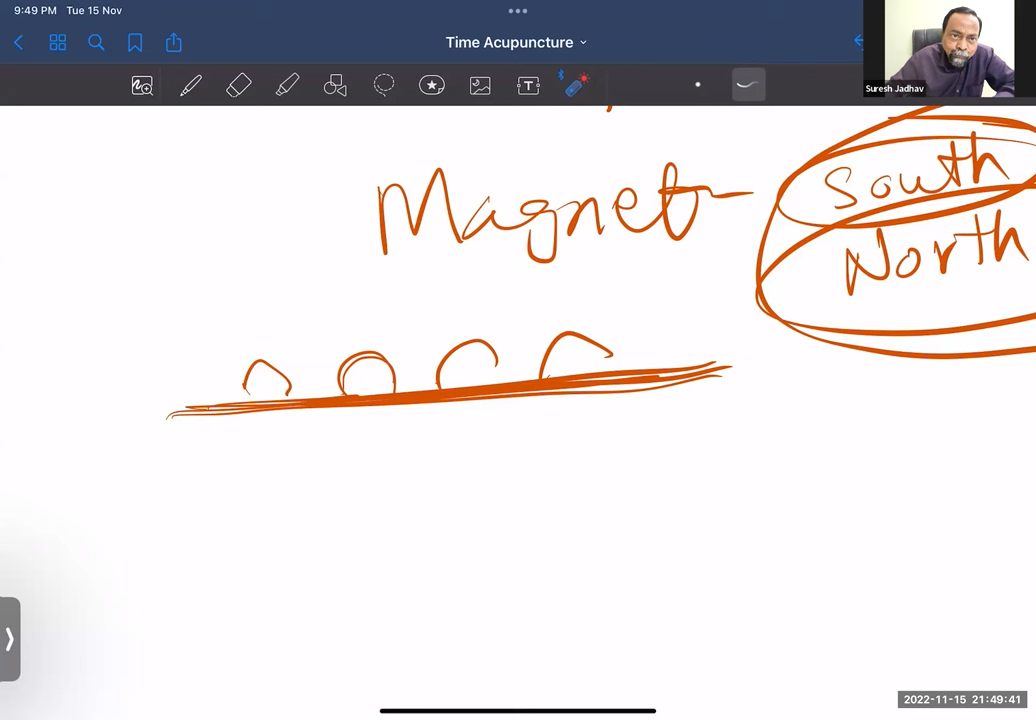 9:49 PM Tue 15 Nov
Time Acupuncture
T
Suresh Jadhav
Magnet
South
North
2022-11-15 21:49:41